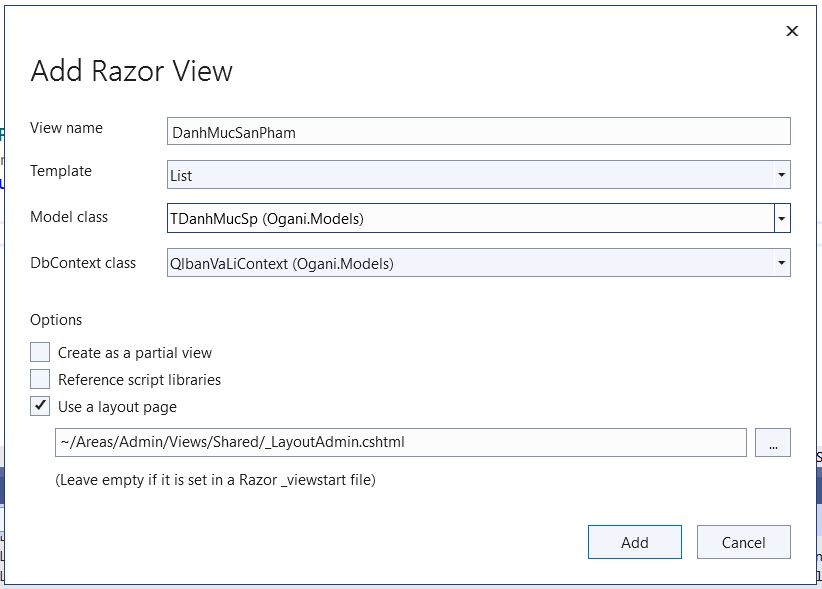 Add Razor View
View name
DanhMucSanPham
Template
List
Model class
TDanhMucSp (Ogani.Models)
DbContext class
QlbanVaLiContext (Ogani.Models)
Options
Create as a partial view
Reference script libraries
Use a layout page
~/Areas/Admin/Views/Shared/_LayoutAdmin.cshtml
...
(Leave empty if it is set in a Razor _viewstart file)
Add
Cancel